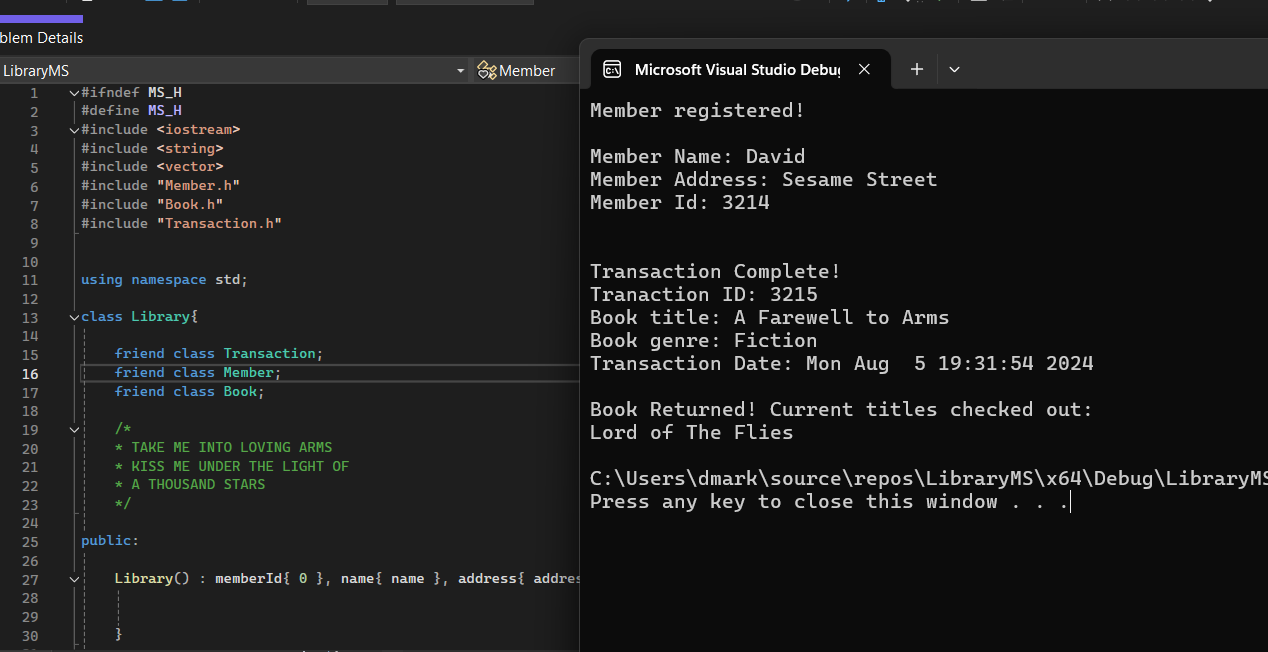 blem Details
LibraryMS Member
1 #ifndef MS_H
2 #define MS_H
3 #include <iostream>
4 #include <string>
5 #include <vector>
6 #include "Member.h"
7 #include "Book.h"
8 #include "Transaction.h"
9
10
11 using namespace std;
12
13 class Library{
14
15 friend class Transaction;
16 friend class Member;
17 friend class Book;
18
19 /*
20 * TAKE ME INTO LOVING ARMS
21 * KISS ME UNDER THE LIGHT OF
22 * A THOUSAND STARS
23 */
24
25 public:
26
27 Library() : memberId{ 0 }, name{ name }, address{ addres
28
29
30 }
Microsoft Visual Studio Debu
Member registered!
Member Name: David
Member Address: Sesame Street
Member Id: 3214
Transaction Complete!
Tranaction ID: 3215
Book title: A Farewell to Arms
Book genre: Fiction
Transaction Date: Mon Aug  5 19:31:54 2024
Book Returned! Current titles checked out:
Lord of The Flies
C:\Users\dmark\source\repos\LibraryMS\x64\Debug\LibraryMS
Press any key to close this window . . .